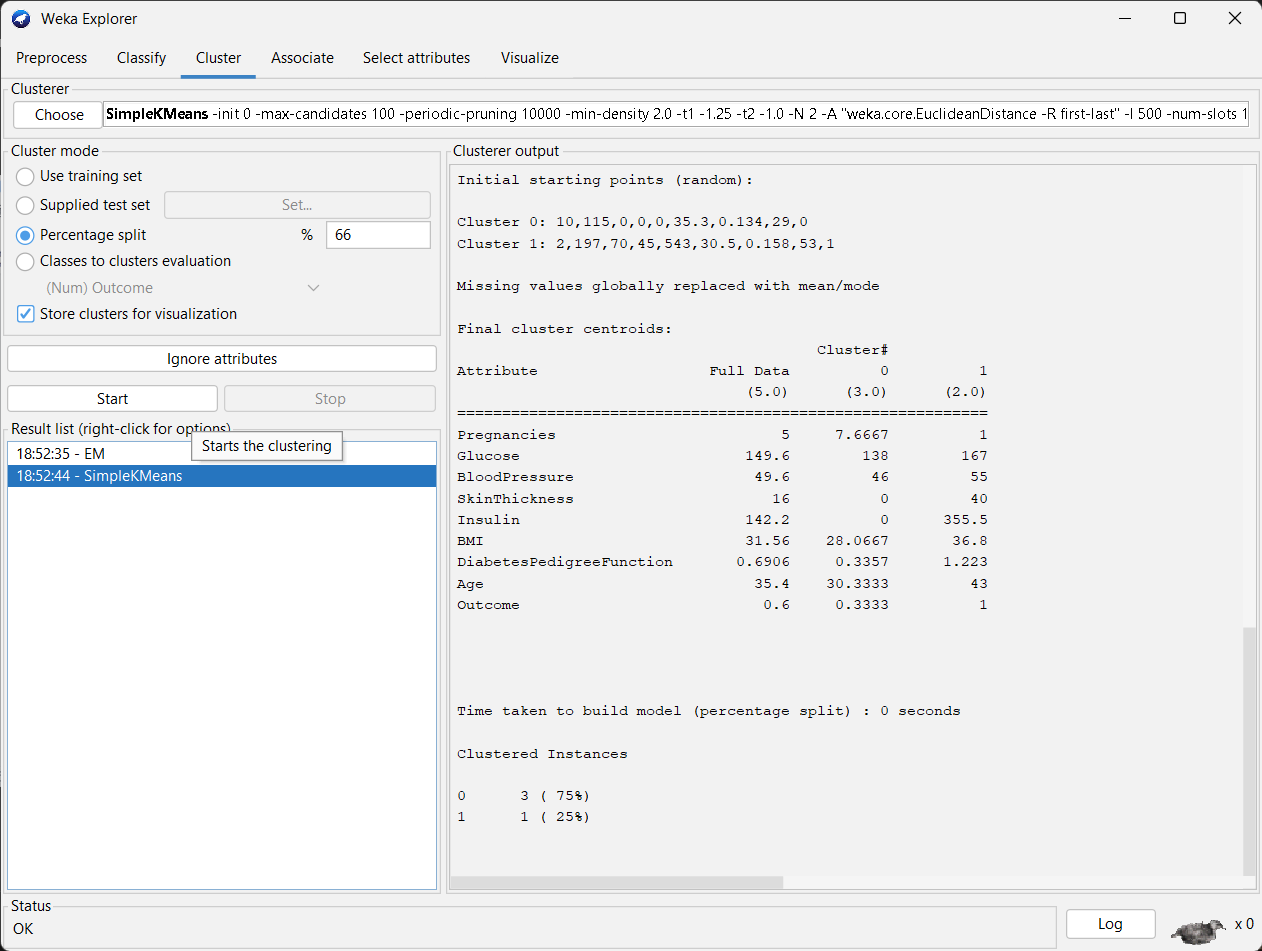 Weka Explorer
Preprocess Classify Cluster Associate Select attributes Visualize
Clusterer
Choose SimpleKMeans -init 0 -max-candidates 100 -periodic-pruning 10000 -min-density 2.0 -t1 -1.25 -t2 -1.0 -N 2 -A "weka.core.EuclideanDistance -R first-last" -I 500 -num-slots 1
Cluster mode
Use training set
Supplied test set Set...
Percentage split % 66
Classes to clusters evaluation
(Num) Outcome
Store clusters for visualization
Ignore attributes
Start Stop
Result list (right-click for options)
Starts the clustering
18:52:35 - EM
18:52:44 - SimpleKMeans
Clusterer output
Initial starting points (random):
Cluster 0: 10,115,0,0,0,35.3,0.134,29,0
Cluster 1: 2,197,70,45,543,30.5,0.158,53,1
Missing values globally replaced with mean/mode
Final cluster centroids:
Cluster#
Attribute Full Data 0 1
(5.0) (3.0) (2.0)
===========================================================
Pregnancies 5 7.6667 1
Glucose 149.6 138 167
BloodPressure 49.6 46 55
SkinThickness 16 0 40
Insulin 142.2 0 355.5
BMI 31.56 28.0667 36.8
DiabetesPedigreeFunction 0.6906 0.3357 1.223
Age 35.4 30.3333 43
Outcome 0.6 0.3333 1
Time taken to build model (percentage split) : 0 seconds
Clustered Instances
0 3 ( 75%)
1 1 ( 25%)
Status
OK
Log
x 0